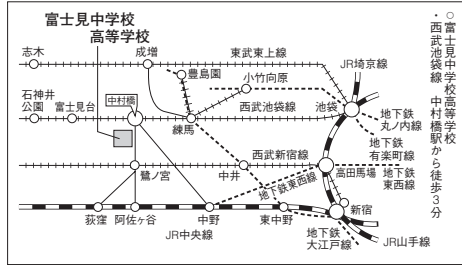 ○富士見中学校高等学校
・西武池袋線 中村橋駅から徒歩3分
富士見中学校
高等学校
志木
成増
東武東上線
JR埼京線
豊島園
小竹向原
石神井
公園
富士見台
中村橋
練馬
西武池袋線
池袋
地下鉄
丸ノ内線
地下鉄
有楽町線
西武新宿線
鷺ノ宮
中井
地下鉄東西線
高田馬場
地下鉄
東西線
荻窪
阿佐ヶ谷
中野
東中野
新宿
JR中央線
地下鉄
大江戸線
JR山手線